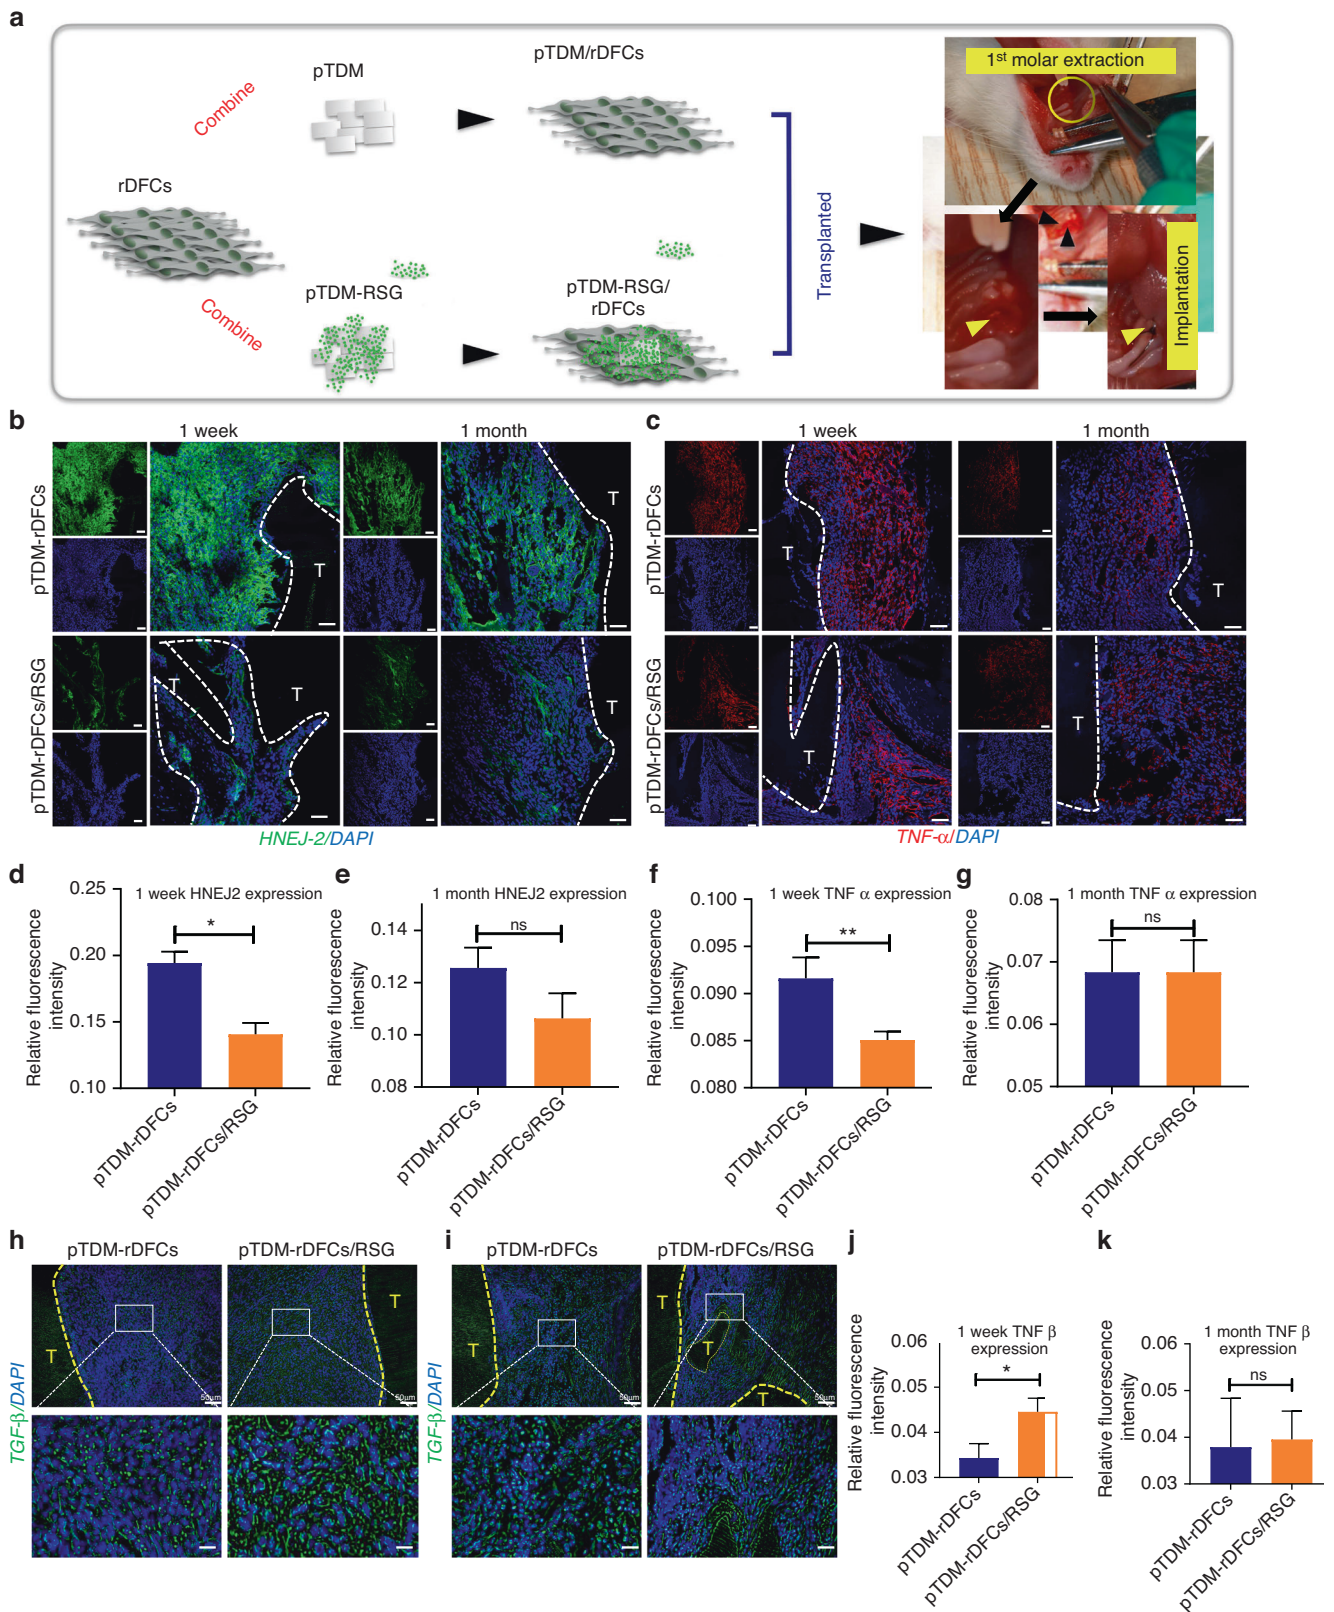 a
Combine
pTDM
pTDM/rDFCs
1st molar extraction
rDFCs
Transplanted
Combine
pTDM-RSG
pTDM-RSG/
rDFCs
Implantation
b
1 week
1 month
pTDM-rDFCs
T
T
pTDM-rDFCs/RSG
T
T
T
HNEJ-2/DAPI
c
1 week
1 month
pTDM-rDFCs
T
T
pTDM-rDFCs/RSG
T
T
TNF-α/DAPI
d
1 week HNEJ2 expression
Relative fluorescence
intensity
0.25
0.20
0.15
0.10
*
pTDM-rDFCs
pTDM-rDFCs/RSG
e
1 month HNEJ2 expression
Relative fluorescence
intensity
0.14
0.12
0.10
0.08
ns
pTDM-rDFCs
pTDM-rDFCs/RSG
f
1 week TNF α expression
Relative fluorescence
intensity
0.100
0.095
0.090
0.085
0.080
**
pTDM-rDFCs
pTDM-rDFCs/RSG
g
1 month TNF α expression
Relative fluorescence
intensity
0.08
0.07
0.06
0.05
ns
pTDM-rDFCs
pTDM-rDFCs/RSG
h
pTDM-rDFCs
pTDM-rDFCs/RSG
TGF-β/DAPI
T
50μm
T
50μm
i
pTDM-rDFCs
pTDM-rDFCs/RSG
TGF-β/DAPI
T
50μm
T
T
T
50μm
j
1 week TNF β
expression
Relative fluorescence
intensity
0.06
0.05
0.04
0.03
*
pTDM-rDFCs
pTDM-rDFCs/RSG
k
1 month TNF β
expression
Relative fluorescence
intensity
0.06
0.05
0.04
0.03
ns
pTDM-rDFCs
pTDM-rDFCs/RSG